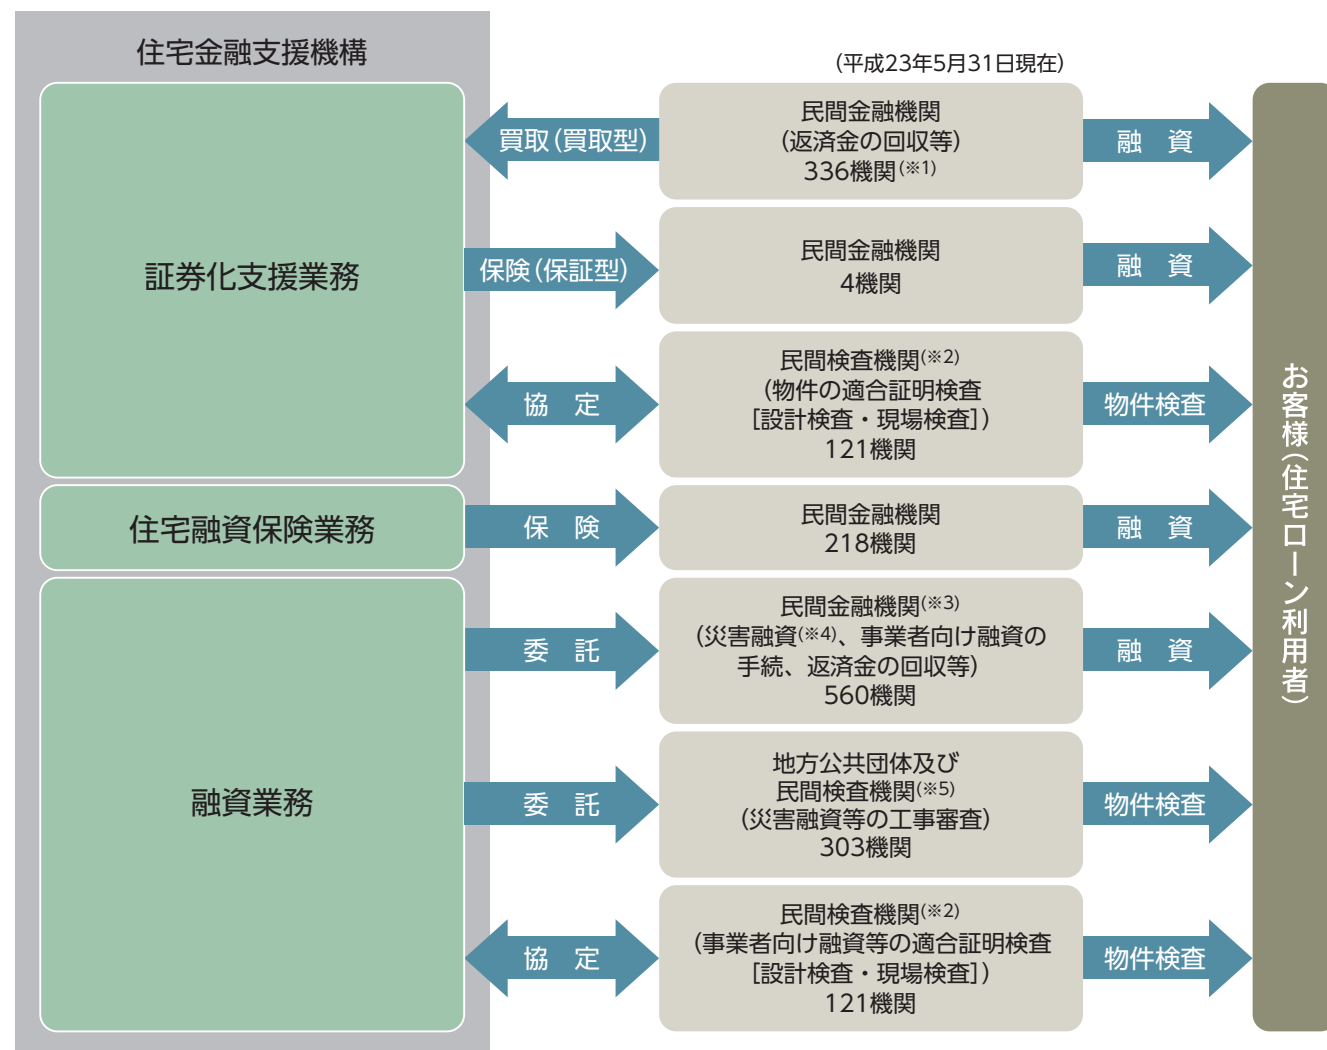 住宅金融支援機構
(平成23年5月31日現在)
証券化支援業務
買取(買取型)
民間金融機関
(返済金の回収等)
336機関(※1)
融 資
保険(保証型)
民間金融機関
4機関
融 資
協 定
民間検査機関(※2)
(物件の適合証明検査
[設計検査・現場検査])
121機関
物件検査
住宅融資保険業務
保 険
民間金融機関
218機関
融 資
融資業務
委 託
民間金融機関(※3)
(災害融資(※4)、事業者向け融資の
手続、返済金の回収等)
560機関
融 資
委 託
地方公共団体及び
民間検査機関(※5)
(災害融資等の工事審査)
303機関
物件検査
協 定
民間検査機関(※2)
(事業者向け融資等の適合証明検査
[設計検査・現場検査])
121機関
物件検査
お客様(住宅ローン利用者)